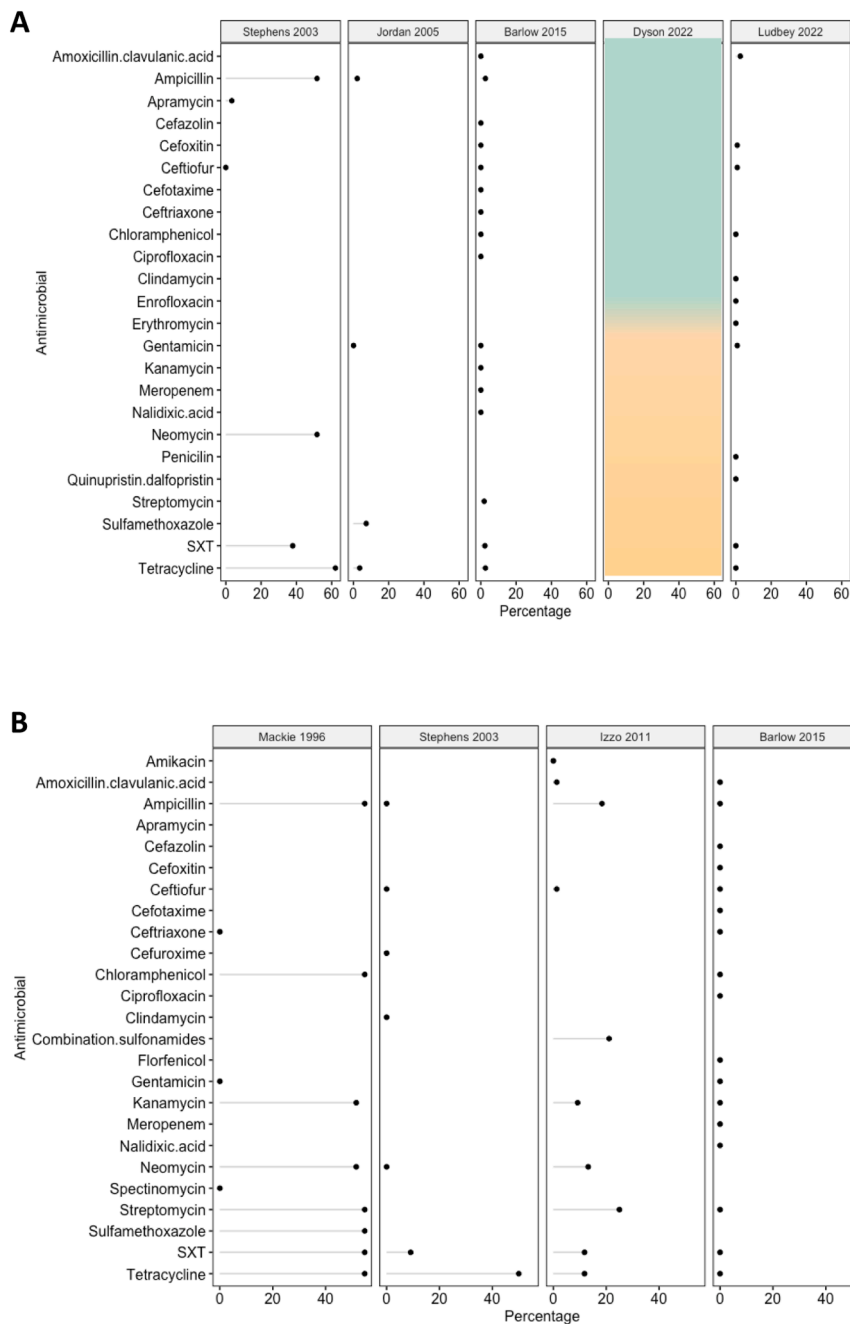 A
Stephens 2003 Jordan 2005 Barlow 2015 Dyson 2022 Ludbey 2022
Antimicrobial
Amoxicillin.clavulanic.acid
Ampicillin
Apramycin
Cefazolin
Cefoxitin
Ceftiofur
Cefotaxime
Ceftriaxone
Chloramphenicol
Ciprofloxacin
Clindamycin
Enrofloxacin
Erythromycin
Gentamicin
Kanamycin
Meropenem
Nalidixic.acid
Neomycin
Penicilin
Quinupristin.dalfopristin
Streptomycin
Sulfamethoxazole
SXT
Tetracycline
0 20 40 60 0 20 40 60 0 20 40 60 0 20 40 60 0 20 40 60
Percentage
B
Mackie 1996 Stephens 2003 Izzo 2011 Barlow 2015
Antimicrobial
Amikacin
Amoxicillin.clavulanic.acid
Ampicillin
Apramycin
Cefazolin
Cefoxitin
Ceftiofur
Cefotaxime
Ceftriaxone
Cefuroxime
Chloramphenicol
Ciprofloxacin
Clindamycin
Combination.sulfonamides
Florfenicol
Gentamicin
Kanamycin
Meropenem
Nalidixic.acid
Neomycin
Spectinomycin
Streptomycin
Sulfamethoxazole
SXT
Tetracycline
0 20 40 0 20 40 0 20 40 0 20 40
Percentage